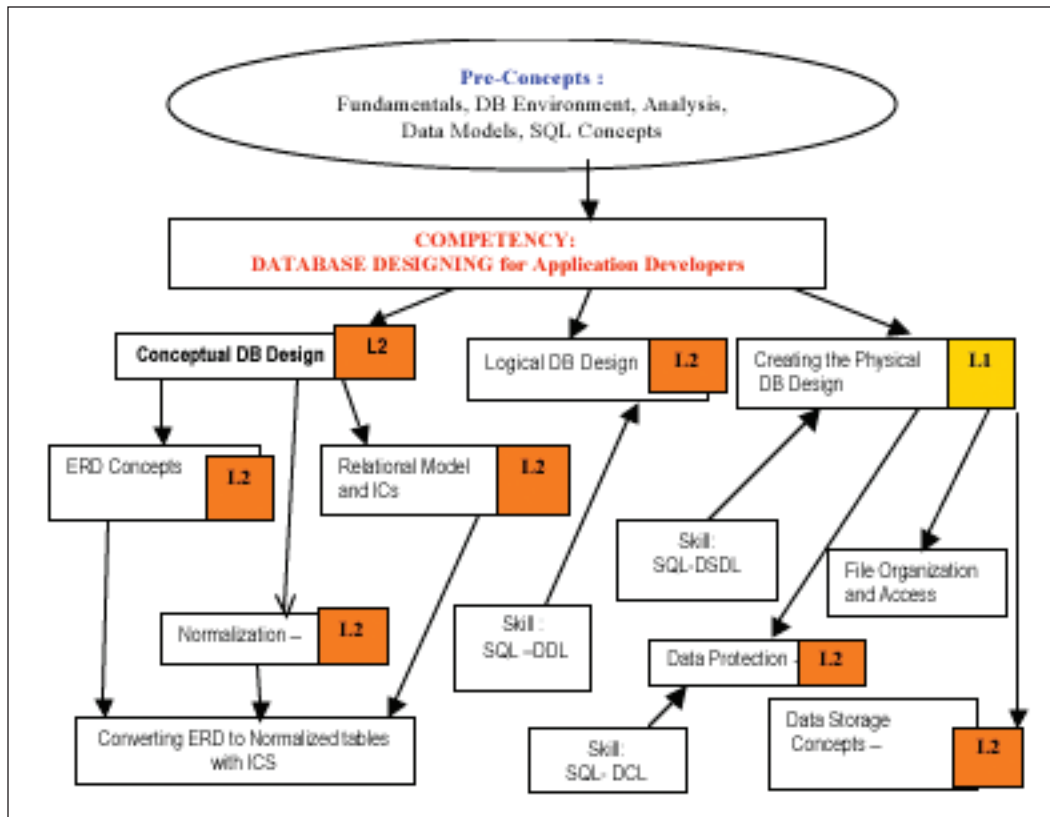 Pre-Concepts :
Fundamentals, DB Environment, Analysis,
Data Models, SQL Concepts
COMPETENCY:
DATABASE DESIGNING for Application Developers
Conceptual DB Design
L2
Logical DB Design
L2
Creating the Physical
DB Design
L1
ERD Concepts
L2
Relational Model
and ICs
L2
Skill:
SQL-DSDL
File Organization
and Access
Normalization –
L2
Skill :
SQL –DDL
Data Protection -
L2
Converting ERD to Normalized tables
with ICS
Skill:
SQL- DCL
Data Storage
Concepts –
L2